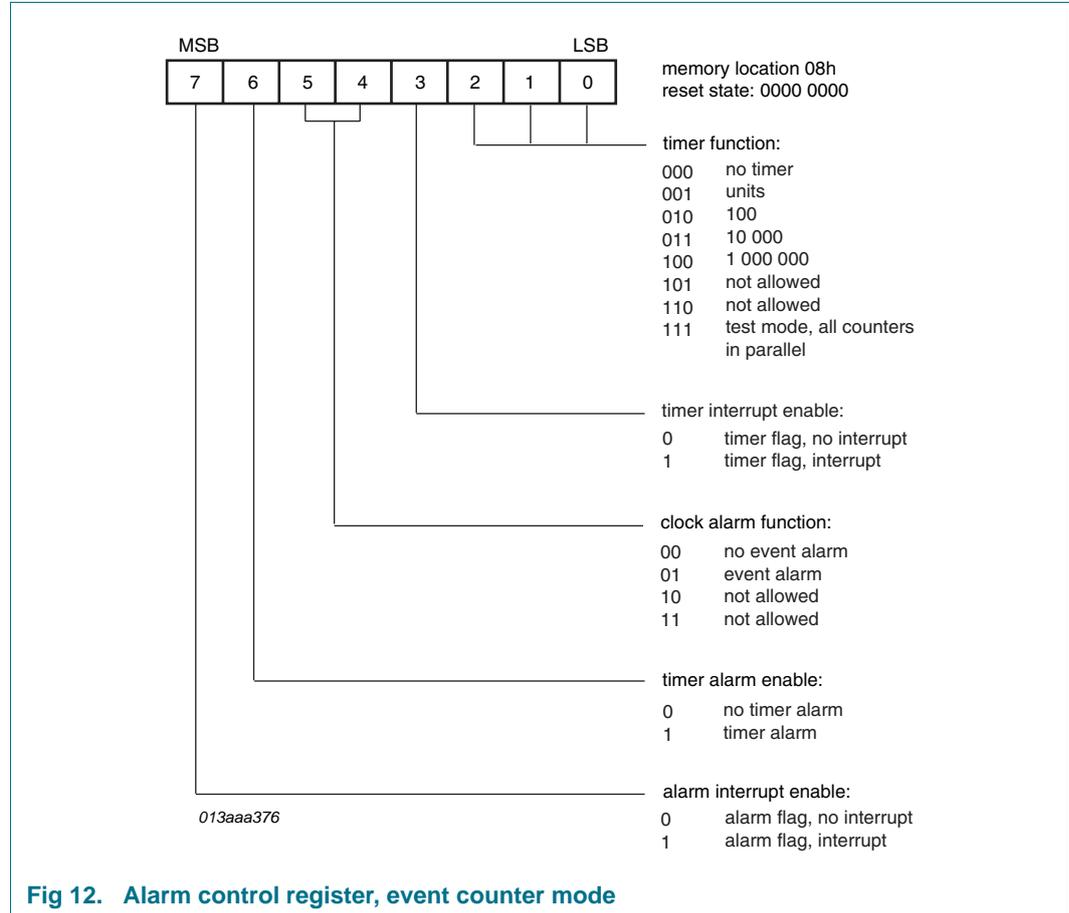 MSB LSB
7 6 5 4 3 2 1 0
memory location 08h
reset state: 0000 0000
timer function:
000 no timer
001 units
010 100
011 10 000
100 1 000 000
101 not allowed
110 not allowed
111 test mode, all counters
in parallel
timer interrupt enable:
0 timer flag, no interrupt
1 timer flag, interrupt
clock alarm function:
00 no event alarm
01 event alarm
10 not allowed
11 not allowed
timer alarm enable:
0 no timer alarm
1 timer alarm
alarm interrupt enable:
0 alarm flag, no interrupt
1 alarm flag, interrupt
013aaa376
Fig 12. Alarm control register, event counter mode